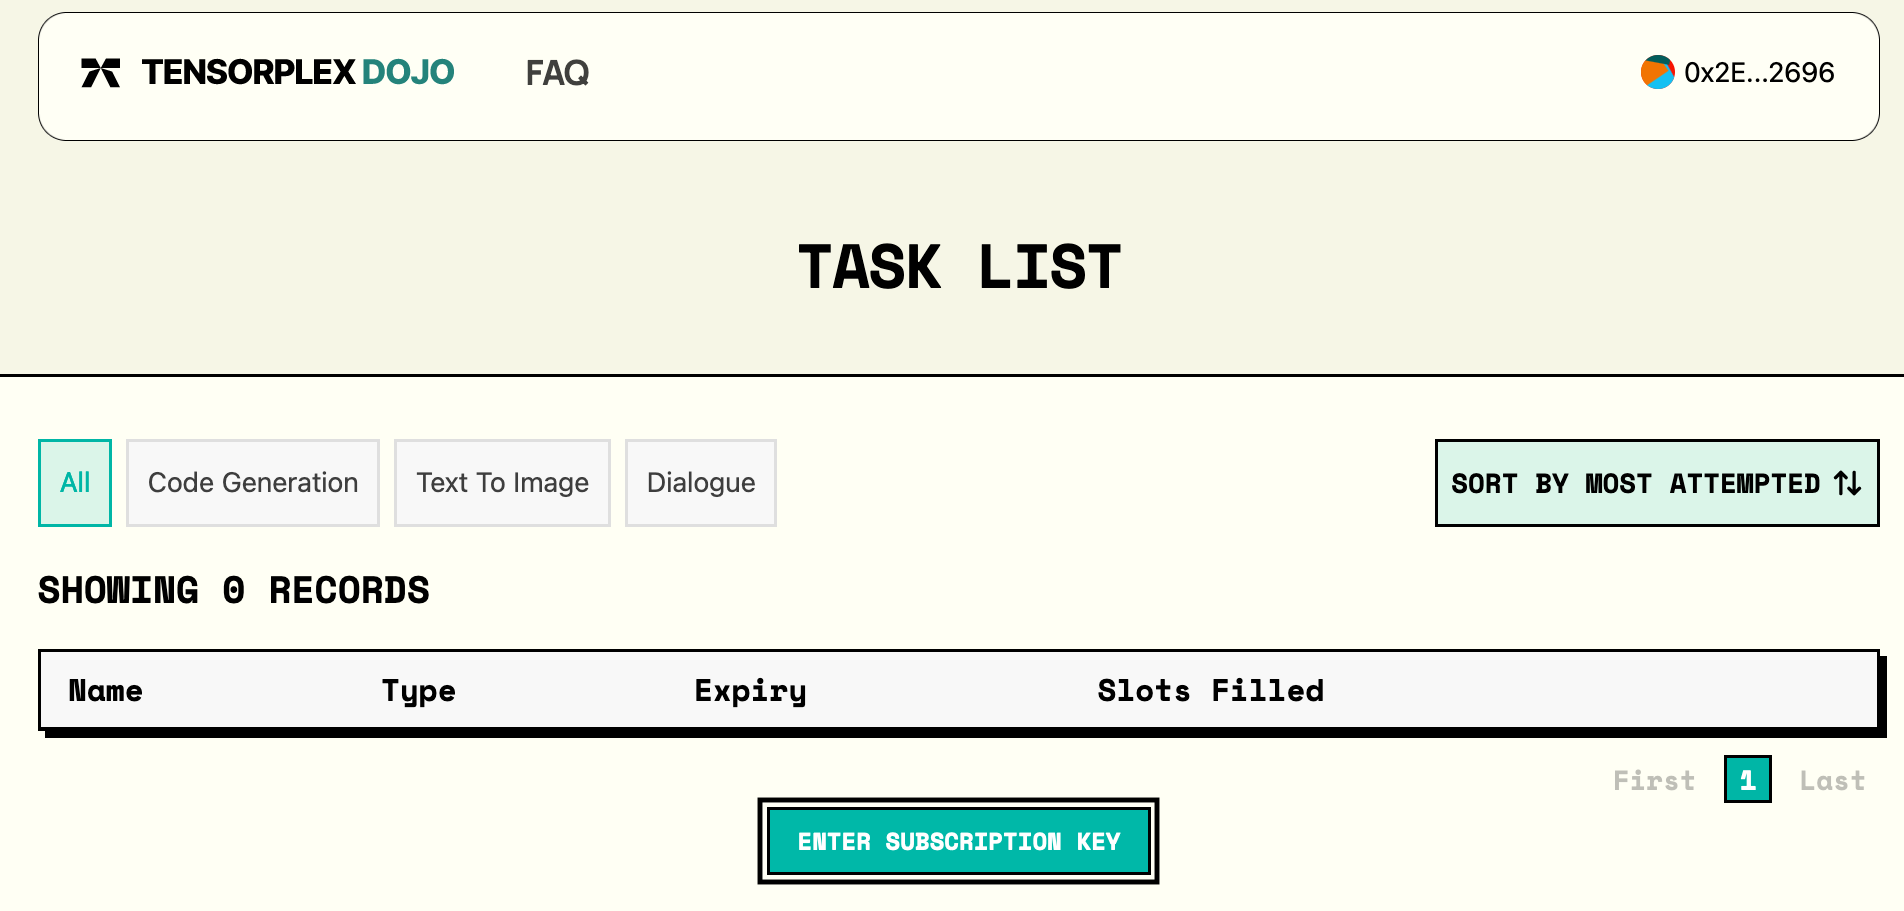 TENSORPLEX DOJO FAQ 0x2E...2696
TASK LIST
All Code Generation Text To Image Dialogue SORT BY MOST ATTEMPTED
SHOWING 0 RECORDS
Name Type Expiry Slots Filled
First 1 Last
ENTER SUBSCRIPTION KEY